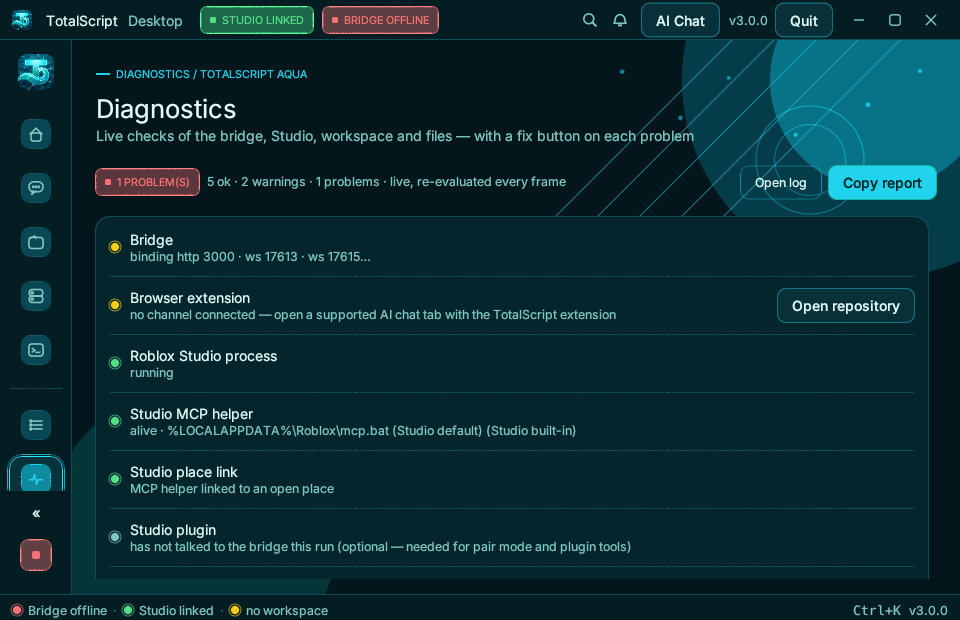 TotalScript Desktop STUDIO LINKED BRIDGE OFFLINE AI Chat v3.0.0 Quit
DIAGNOSTICS / TOTALSCRIPT AQUA
Diagnostics
Live checks of the bridge, Studio, workspace and files — with a fix button on each problem
1 PROBLEM(S) 5 ok · 2 warnings · 1 problems · live, re-evaluated every frame Open log Copy report
Bridge
binding http 3000 · ws 17613 · ws 17615...
Browser extension
no channel connected — open a supported AI chat tab with the TotalScript extension
Open repository
Roblox Studio process
running
Studio MCP helper
alive · %LOCALAPPDATA%\Roblox\mcp.bat (Studio default) (Studio built-in)
Studio place link
MCP helper linked to an open place
Studio plugin
has not talked to the bridge this run (optional — needed for pair mode and plugin tools)
«
Bridge offline · Studio linked · no workspace Ctrl+K v3.0.0